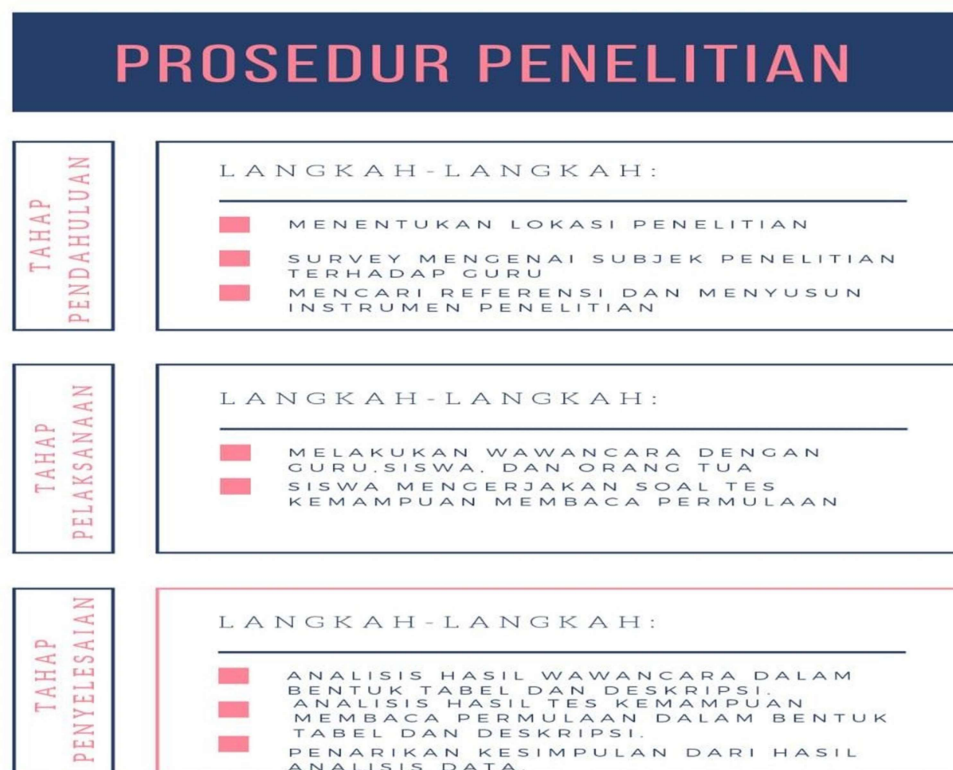 PROSEDUR PENELITIAN
TAHAP
PENDAHULUAN
LANGKAH-LANGKAH:
MENENTUKAN LOKASI PENELITIAN
SURVEY MENGENAI SUBJEK PENELITIAN
TERHADAP GURU
MENCARI REFERENSI DAN MENYUSUN
INSTRUMEN PENELITIAN
TAHAP
PELAKSANAAN
LANGKAH-LANGKAH:
MELAKUKAN WAWANCARA DENGAN
GURU.SISWA. DAN ORANG TUA
SISWA MENGERJAKAN SOAL TES
KEMAMPUAN MEMBACA PERMULAAN
TAHAP
PENYELESAIAN
LANGKAH-LANGKAH:
ANALISIS HASIL WAWANCARA DALAM
BENTUK TABEL DAN DESKRIPSI.
ANALISIS HASIL TES KEMAMPUAN
MEMBACA PERMULAAN DALAM BENTUK
TABEL DAN DESKRIPSI.
PENARIKAN KESIMPULAN DARI HASIL
ANALISIS DATA.